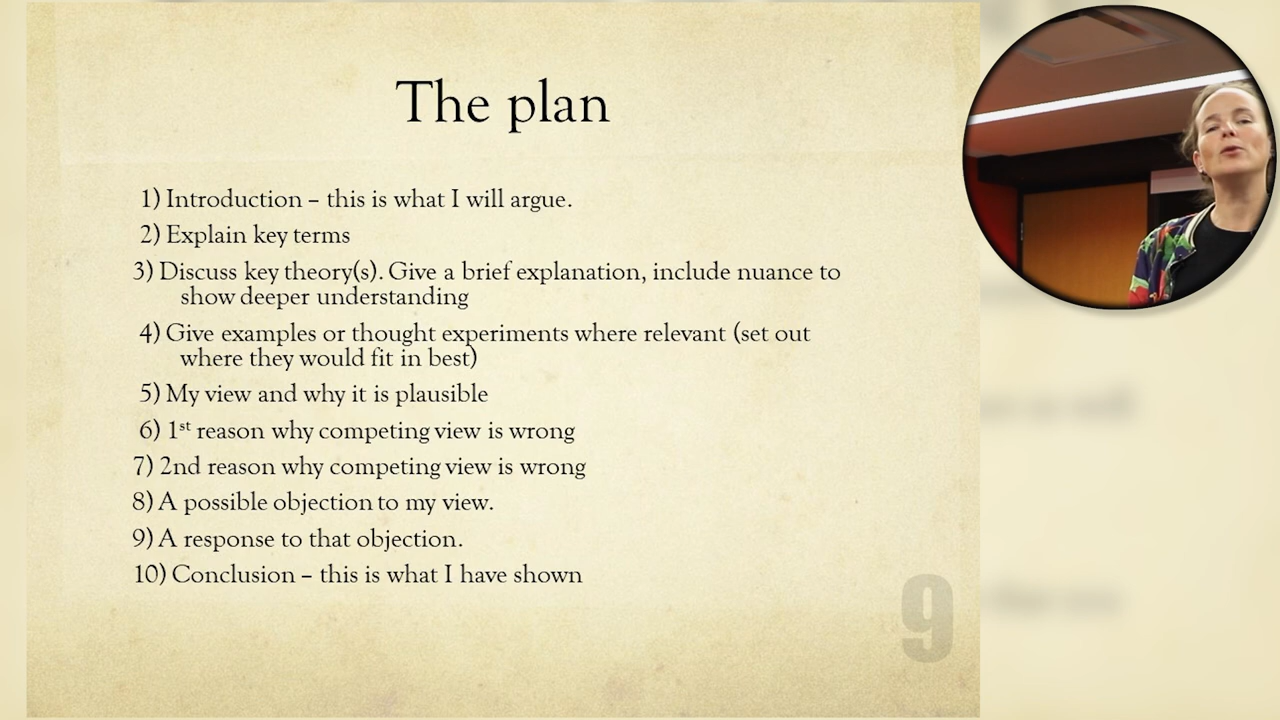 The plan
1) Introduction – this is what I will argue.
2) Explain key terms
3) Discuss key theory(s). Give a brief explanation, include nuance to
show deeper understanding
4) Give examples or thought experiments where relevant (set out
where they would fit in best)
5) My view and why it is plausible
6) 1st reason why competing view is wrong
7) 2nd reason why competing view is wrong
8) A possible objection to my view.
9) A response to that objection.
10) Conclusion – this is what I have shown
9